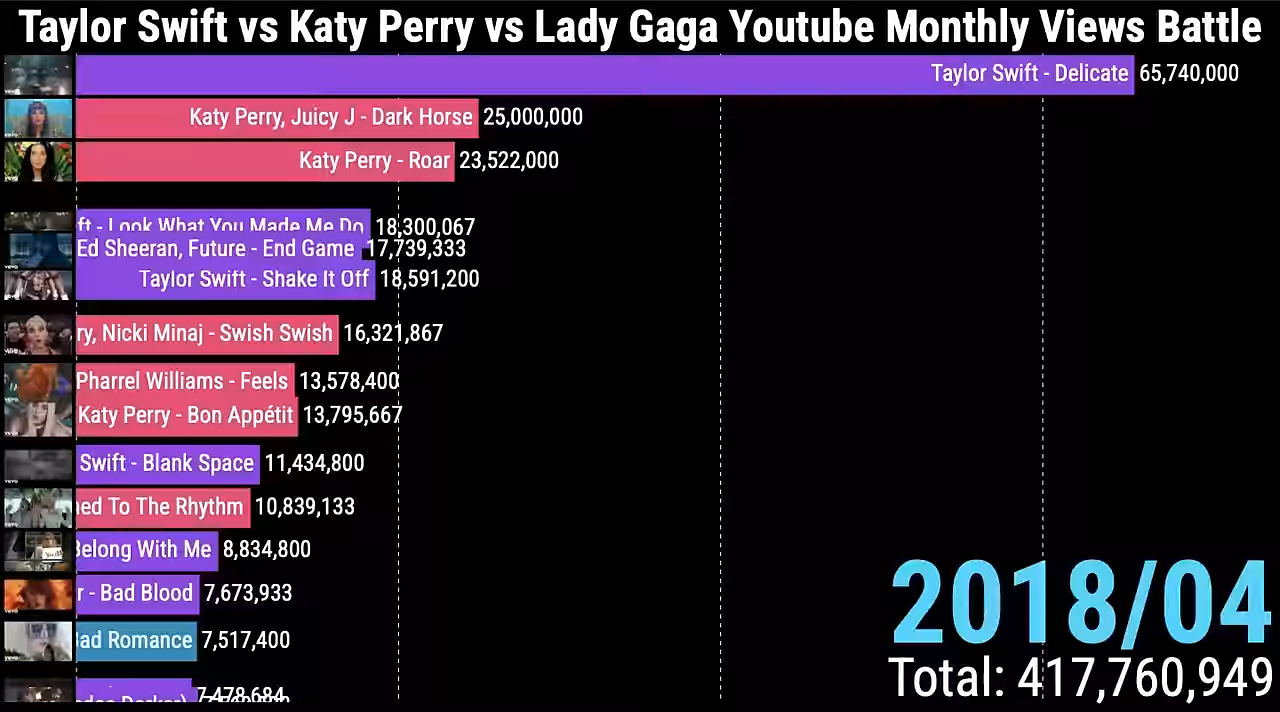 Taylor Swift vs Katy Perry vs Lady Gaga Youtube Monthly Views Battle
Taylor Swift - Delicate 65,740,000
Katy Perry, Juicy J - Dark Horse 25,000,000
Katy Perry - Roar 23,522,000
ft - Look What You Made Me Do 18,300,067
Ed Sheeran, Future - End Game 17,739,333
Taylor Swift - Shake It Off 18,591,200
ry, Nicki Minaj - Swish Swish 16,321,867
Pharrel Williams - Feels 13,578,400
Katy Perry - Bon Appétit 13,795,667
Swift - Blank Space 11,434,800
ned To The Rhythm 10,839,133
Belong With Me 8,834,800
r - Bad Blood 7,673,933
Bad Romance 7,517,400
7,478,684
Darker)
2018/04
Total: 417,760,949